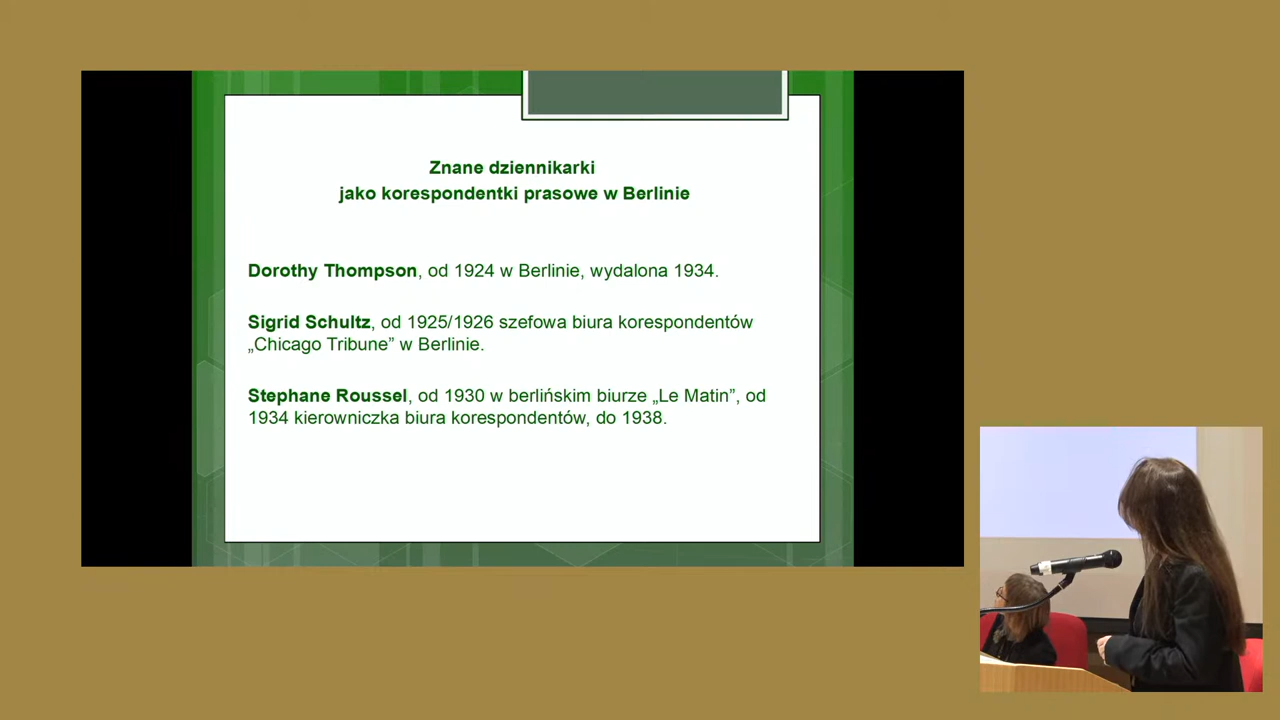 Znane dziennikarki
jako korespondentki prasowe w Berlinie
Dorothy Thompson, od 1924 w Berlinie, wydalona 1934.
Sigrid Schultz, od 1925/1926 szefowa biura korespondentów
„Chicago Tribune” w Berlinie.
Stephane Roussel, od 1930 w berlińskim biurze „Le Matin”, od
1934 kierowniczka biura korespondentów, do 1938.